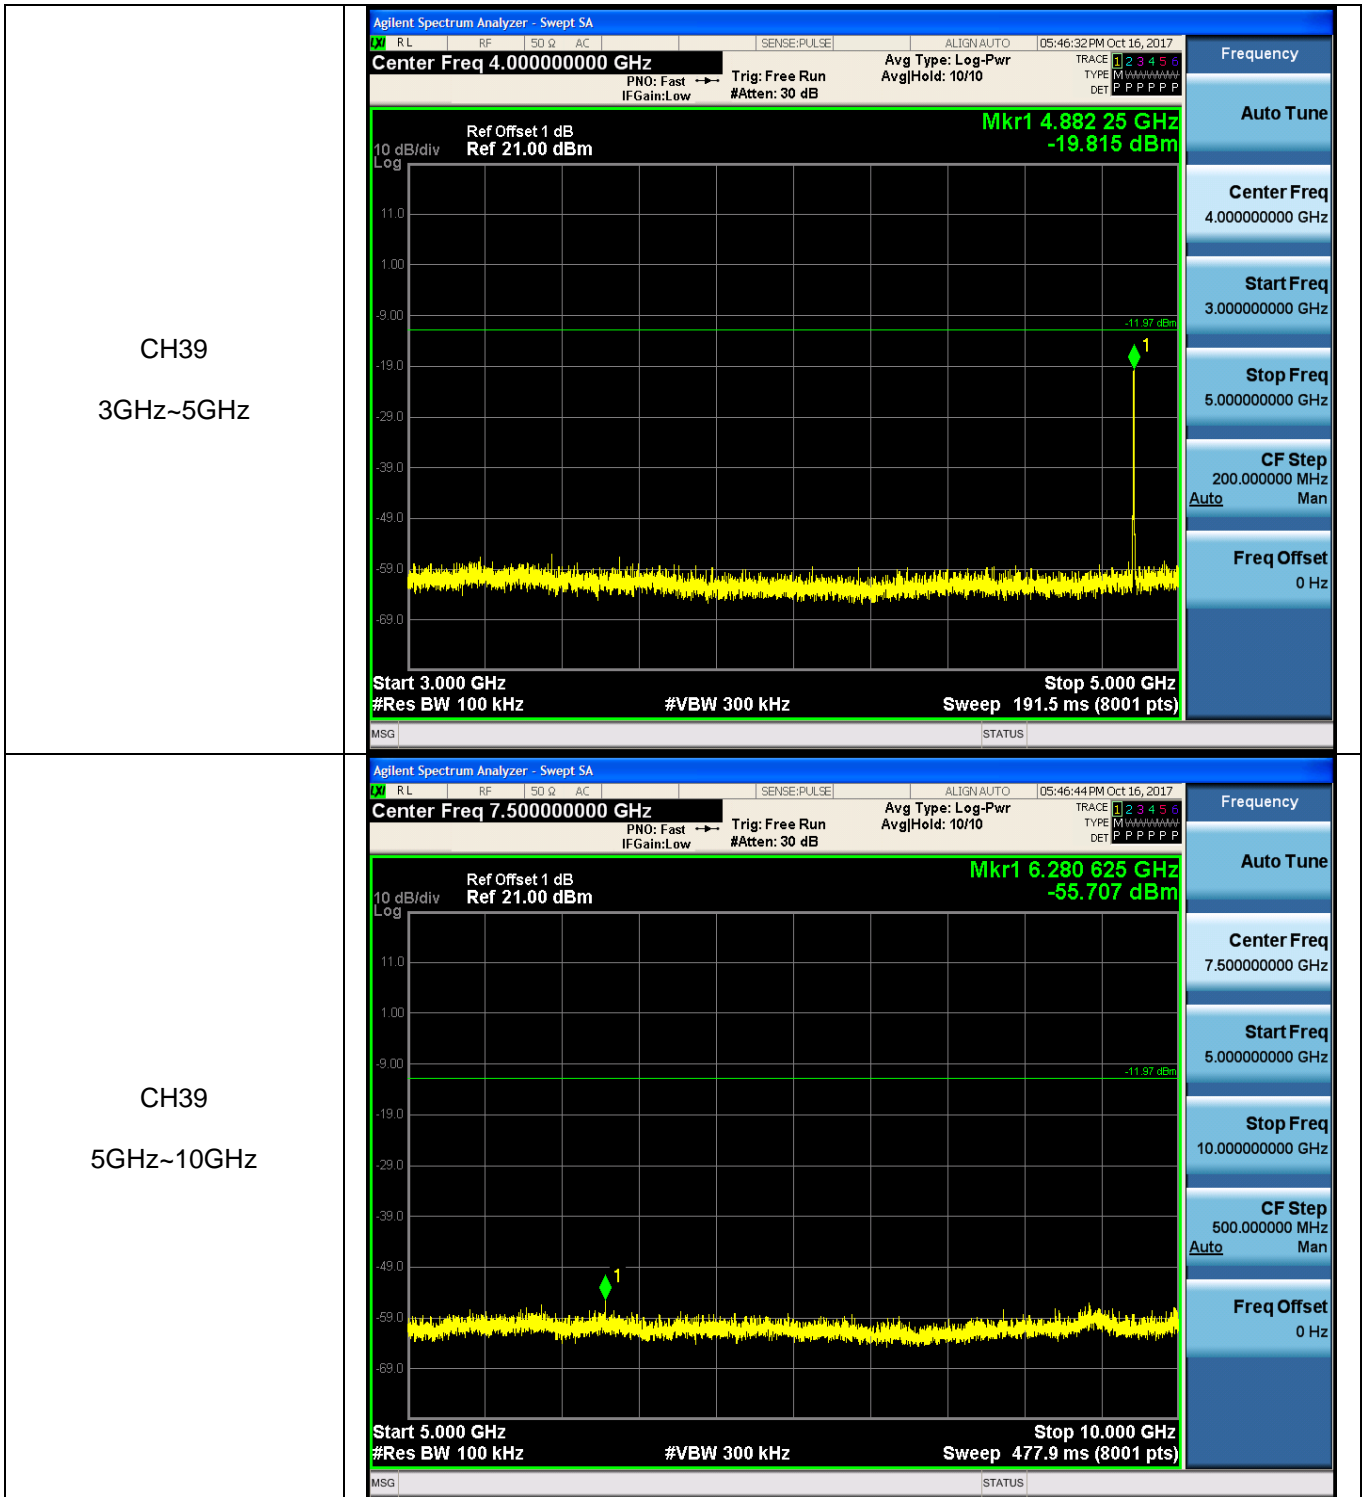 CH39
3GHz~5GHz
Agilent Spectrum Analyzer - Swept SA
LXI RL RF 50 Ω AC SENSE:PULSE ALIGN AUTO 05:46:32 PM Oct 16, 2017
Center Freq 4.000000000 GHz
PNO: Fast
IFGain:Low
Trig: Free Run
#Atten: 30 dB
Avg Type: Log-Pwr
Avg|Hold: 10/10
TRACE 1 2 3 4 5 6
TYPE M
DET P P P P P P
Mkr1 4.882 25 GHz
-19.815 dBm
Ref Offset 1 dB
10 dB/div Ref 21.00 dBm
Log
11.0
1.00
-9.00
-11.97 dBm
1
-19.0
-29.0
-39.0
-49.0
-59.0
-69.0
Start 3.000 GHz Stop 5.000 GHz
#Res BW 100 kHz #VBW 300 kHz Sweep 191.5 ms (8001 pts)
MSG STATUS
Frequency
Auto Tune
Center Freq
4.000000000 GHz
Start Freq
3.000000000 GHz
Stop Freq
5.000000000 GHz
CF Step
200.000000 MHz
Auto Man
Freq Offset
0 Hz
CH39
5GHz~10GHz
Agilent Spectrum Analyzer - Swept SA
LXI RL RF 50 Ω AC SENSE:PULSE ALIGN AUTO 05:46:44 PM Oct 16, 2017
Center Freq 7.500000000 GHz
PNO: Fast
IFGain:Low
Trig: Free Run
#Atten: 30 dB
Avg Type: Log-Pwr
Avg|Hold: 10/10
TRACE 1 2 3 4 5 6
TYPE M
DET P P P P P P
Mkr1 6.280 625 GHz
-55.707 dBm
Ref Offset 1 dB
10 dB/div Ref 21.00 dBm
Log
11.0
1.00
-9.00
-11.97 dBm
-19.0
-29.0
-39.0
-49.0
1
-59.0
-69.0
Start 5.000 GHz Stop 10.000 GHz
#Res BW 100 kHz #VBW 300 kHz Sweep 477.9 ms (8001 pts)
MSG STATUS
Frequency
Auto Tune
Center Freq
7.500000000 GHz
Start Freq
5.000000000 GHz
Stop Freq
10.000000000 GHz
CF Step
500.000000 MHz
Auto Man
Freq Offset
0 Hz